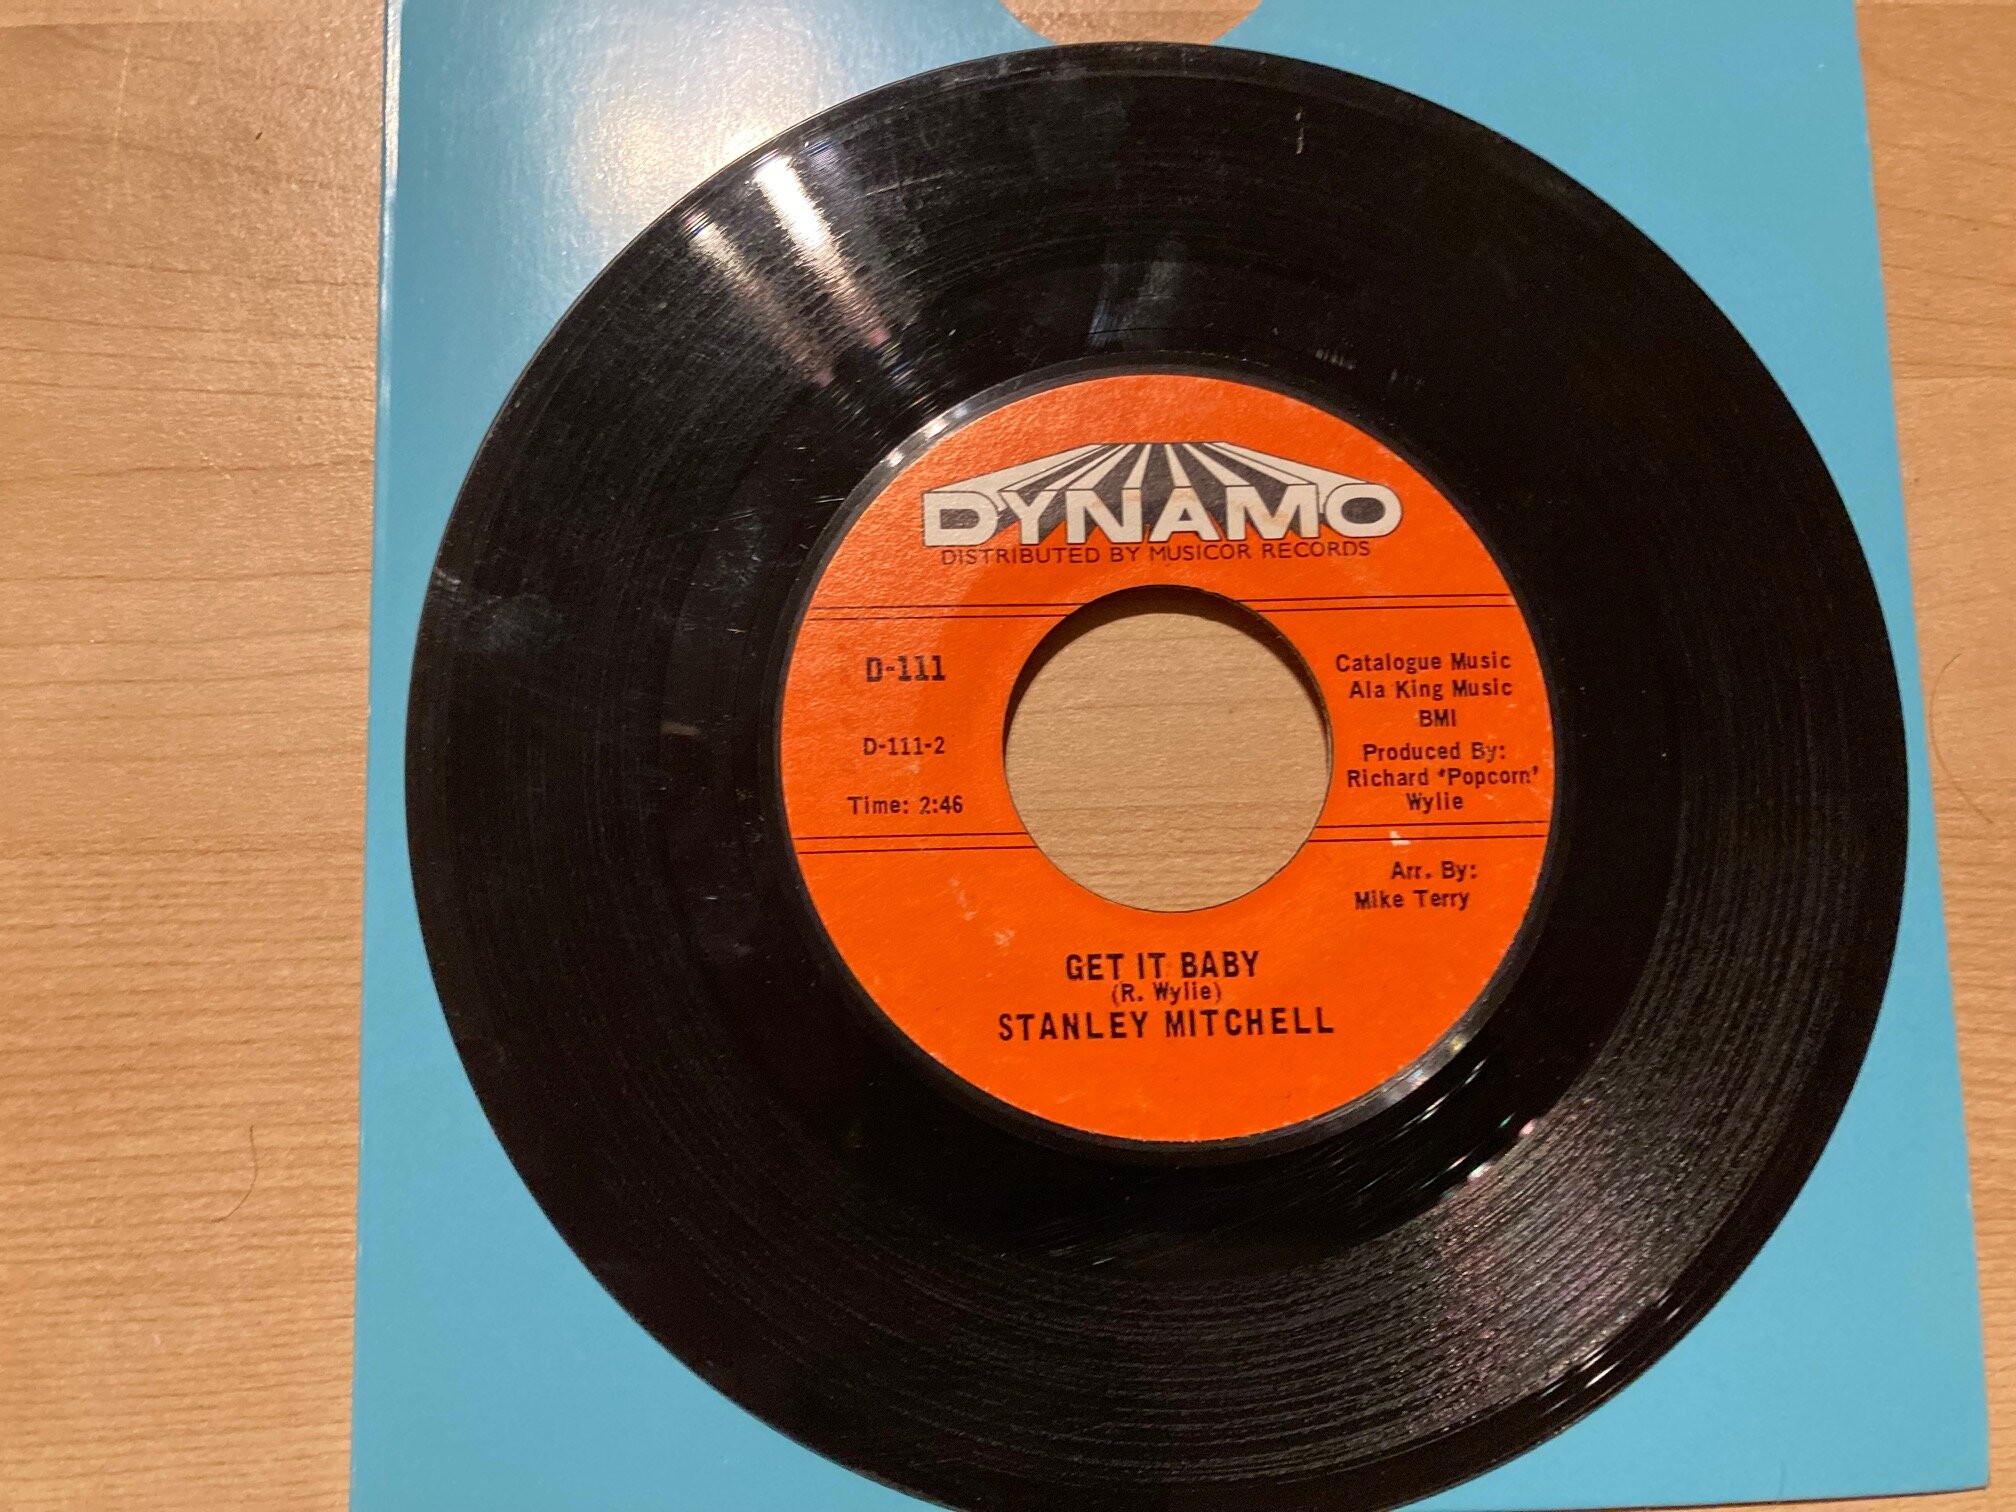 DYNAMO
DISTRIBUTED BY MUSICOR RECORDS
D-111
D-111-2
Time: 2:46
Catalogue Music
Ala King Music
BMI
Produced By:
Richard 'Popcorn'
Wylie
Arr. By:
Mike Terry
GET IT BABY
(R. Wylie)
STANLEY MITCHELL